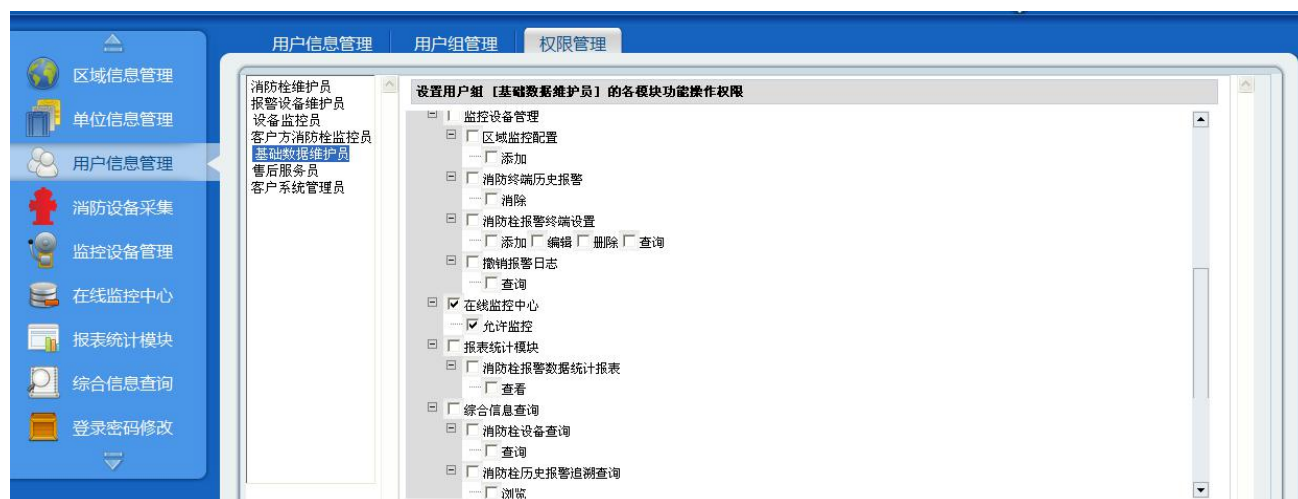 用户信息管理 用户组管理 权限管理
区域信息管理
单位信息管理
用户信息管理
消防设备采集
监控设备管理
在线监控中心
报表统计模块
综合信息查询
登录密码修改
消防栓维护员
报警设备维护员
设备监控员
客户方消防栓监控员
基础数据维护员
售后服务员
客户系统管理员
设置用户组 [基础数据维护员] 的各模块功能操作权限
监控设备管理
区域监控配置
添加
消防终端历史报警
消除
消防栓报警终端设置
添加 编辑 删除 查询
撤销报警日志
查询
在线监控中心
允许监控
报表统计模块
消防栓报警数据统计报表
查看
综合信息查询
消防栓设备查询
查询
消防栓历史报警追溯查询
浏览